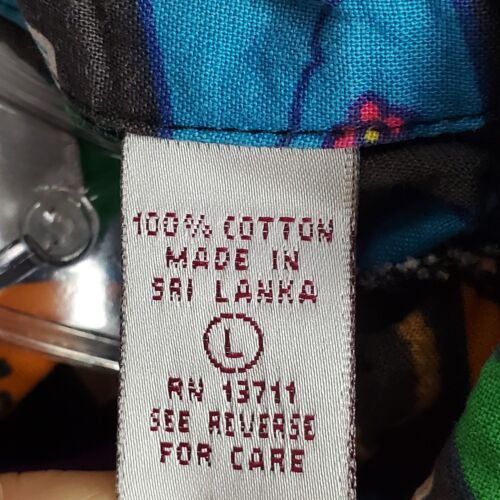 100% COTTON
MADE IN
SRI LANKA
L
RN 13711
SEE REVERSE
FOR CARE